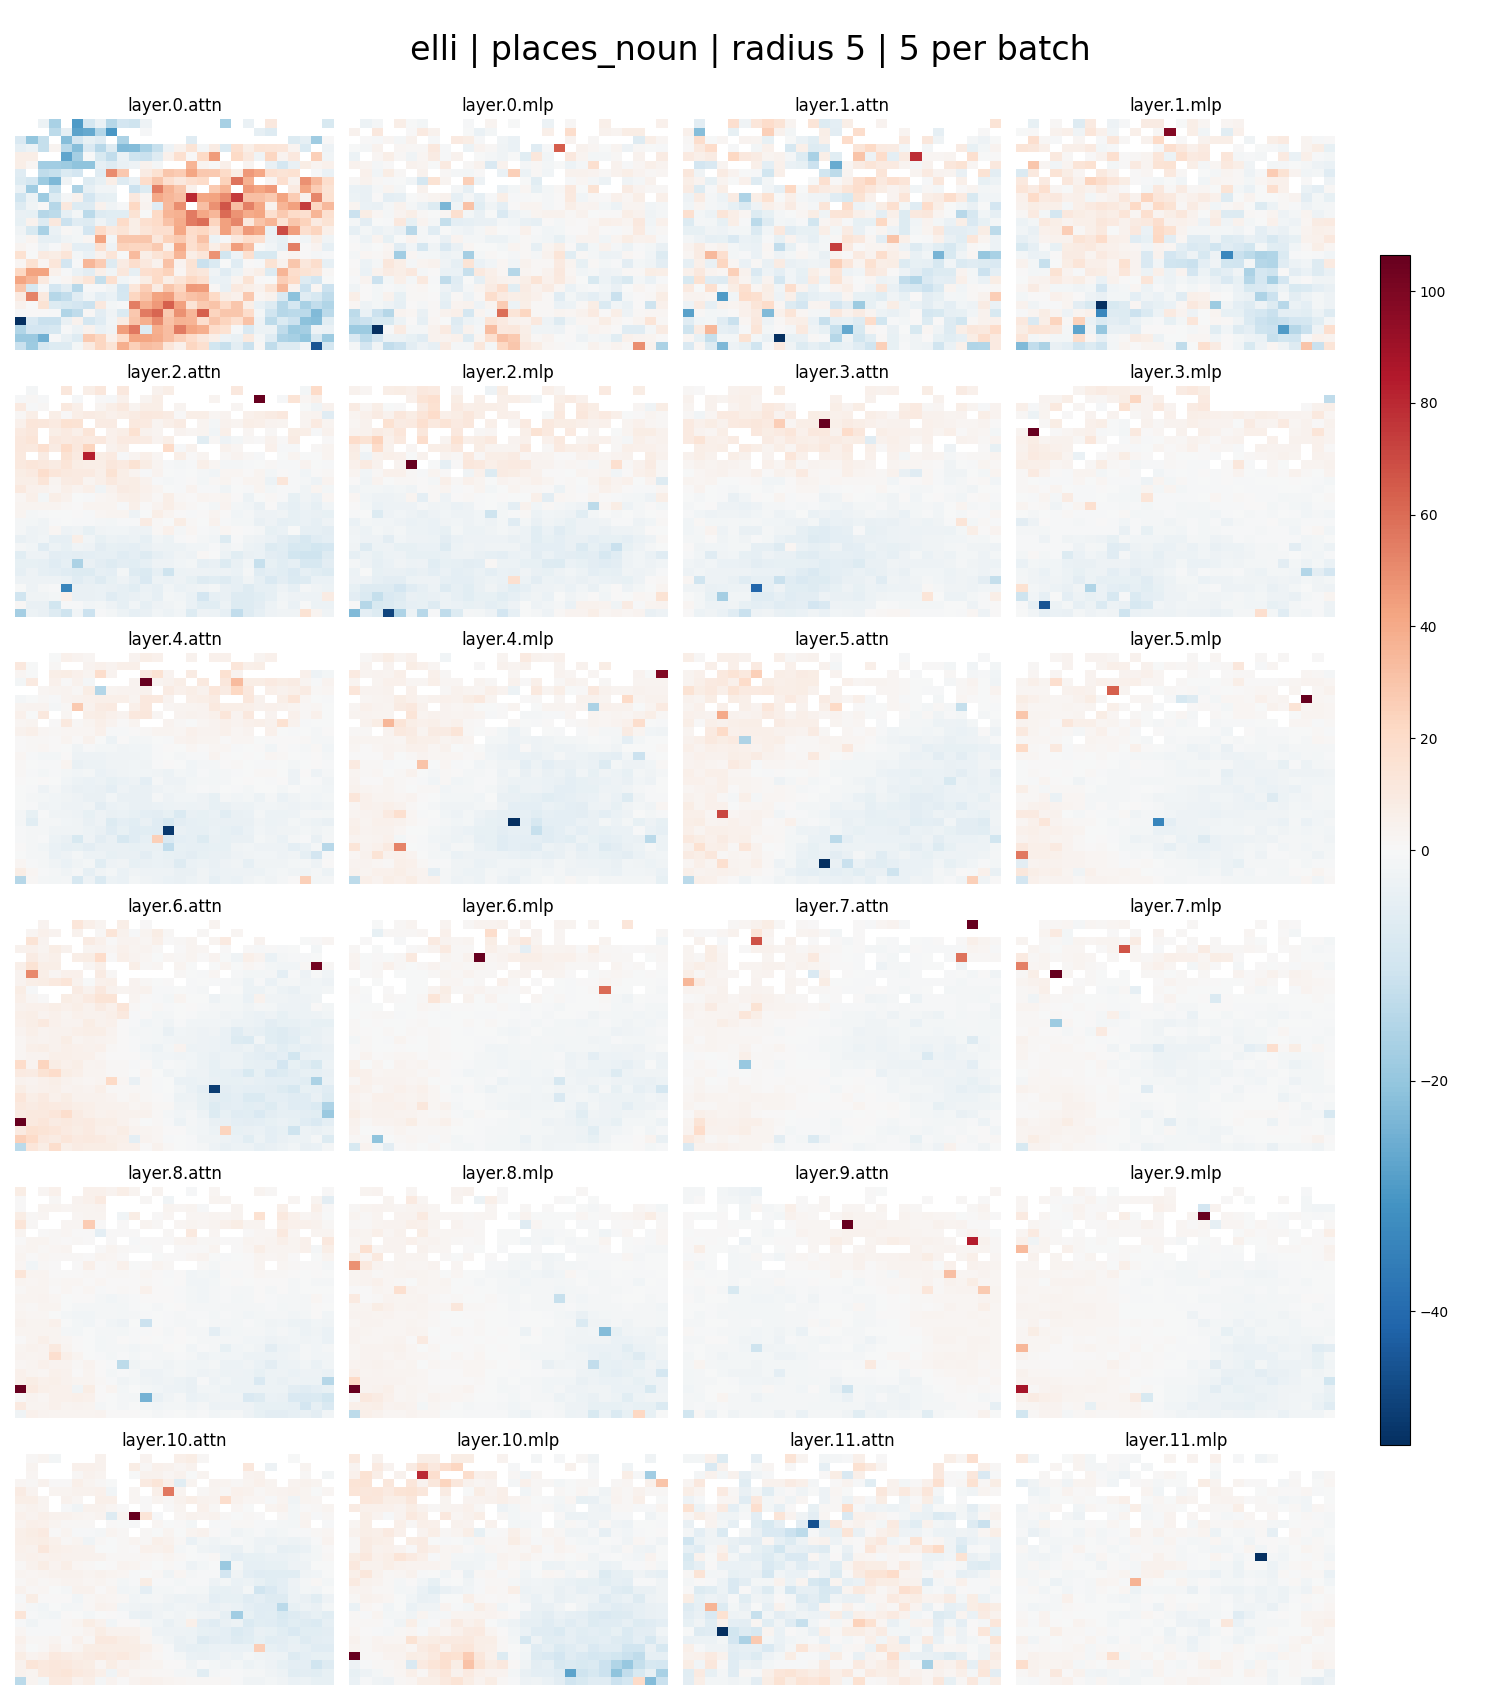 elli | places_noun | radius 5 | 5 per batch
layer.0.attn layer.0.mlp layer.1.attn layer.1.mlp
layer.2.attn layer.2.mlp layer.3.attn layer.3.mlp
layer.4.attn layer.4.mlp layer.5.attn layer.5.mlp
layer.6.attn layer.6.mlp layer.7.attn layer.7.mlp
layer.8.attn layer.8.mlp layer.9.attn layer.9.mlp
layer.10.attn layer.10.mlp layer.11.attn layer.11.mlp
100
80
60
40
20
0
−20
−40